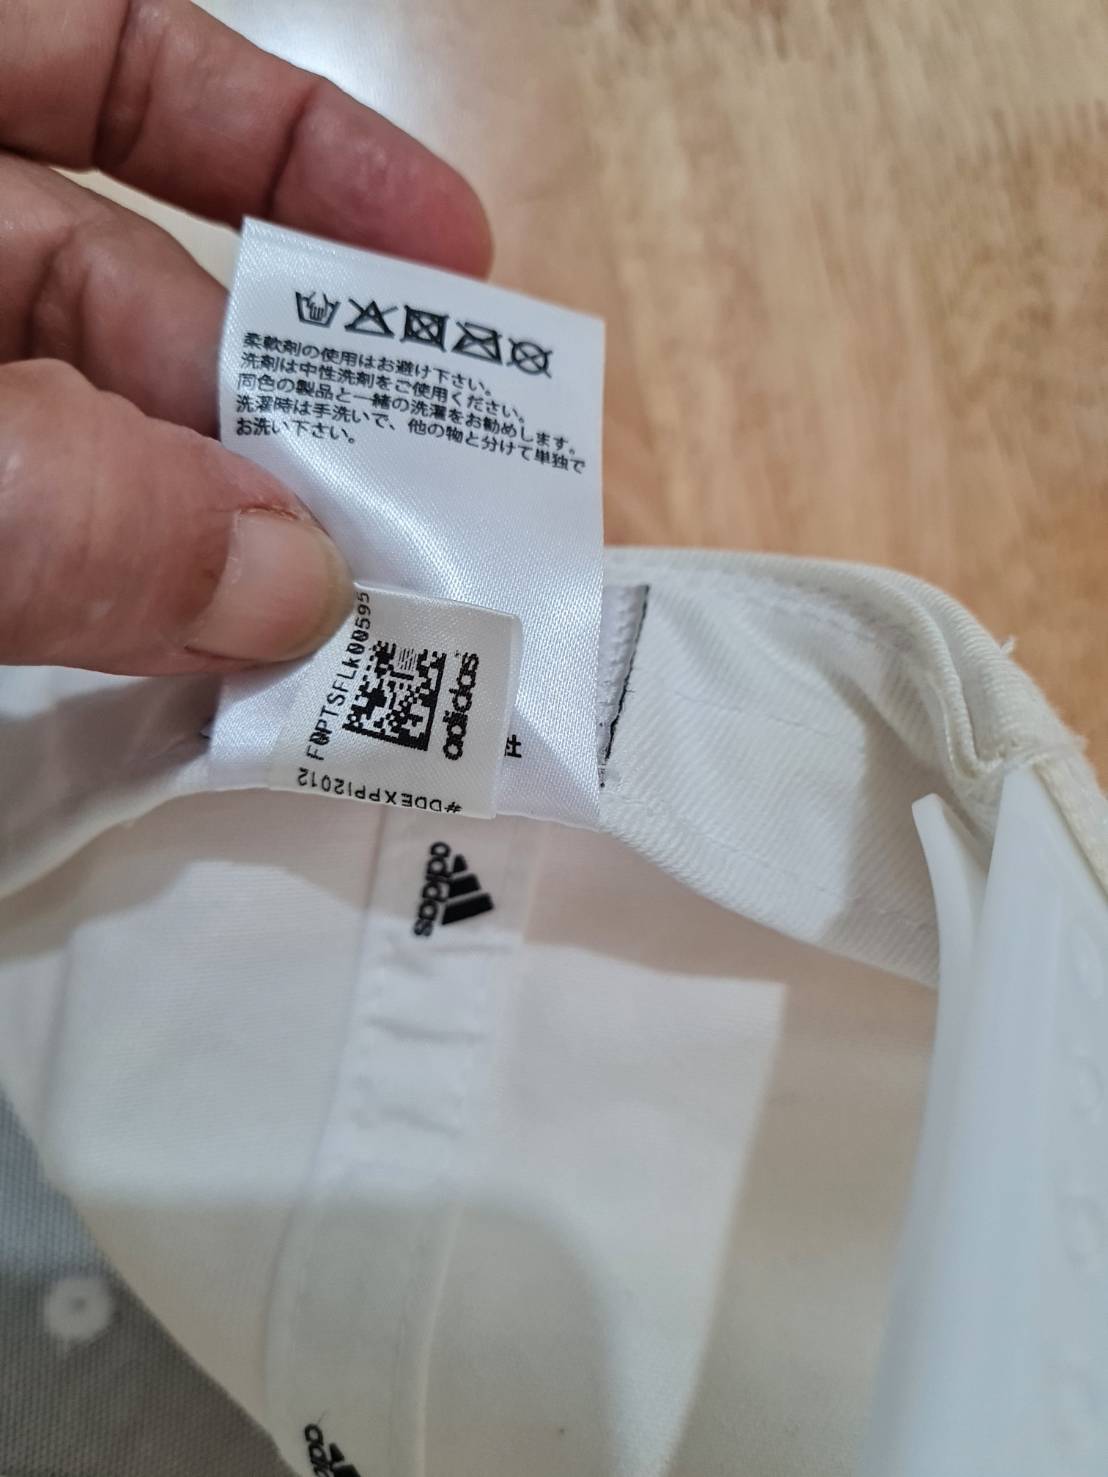 柔軟剤の使用はお避け下さい。
洗剤は中性洗剤をご使用ください。
同色の製品と一緒の洗濯をお勧めします。
洗濯時は手洗いで、他の物と分けて単独で
お洗い下さい。
F0PTSFLk00595
adidas
#DDEXPPI2012
社
adidas
adidas